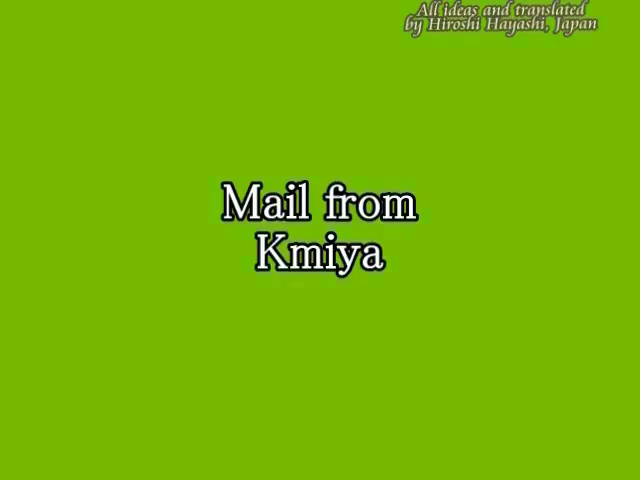 All ideas and translated
by Hiroshi Hayashi, Japan
Mail from
Kmiya